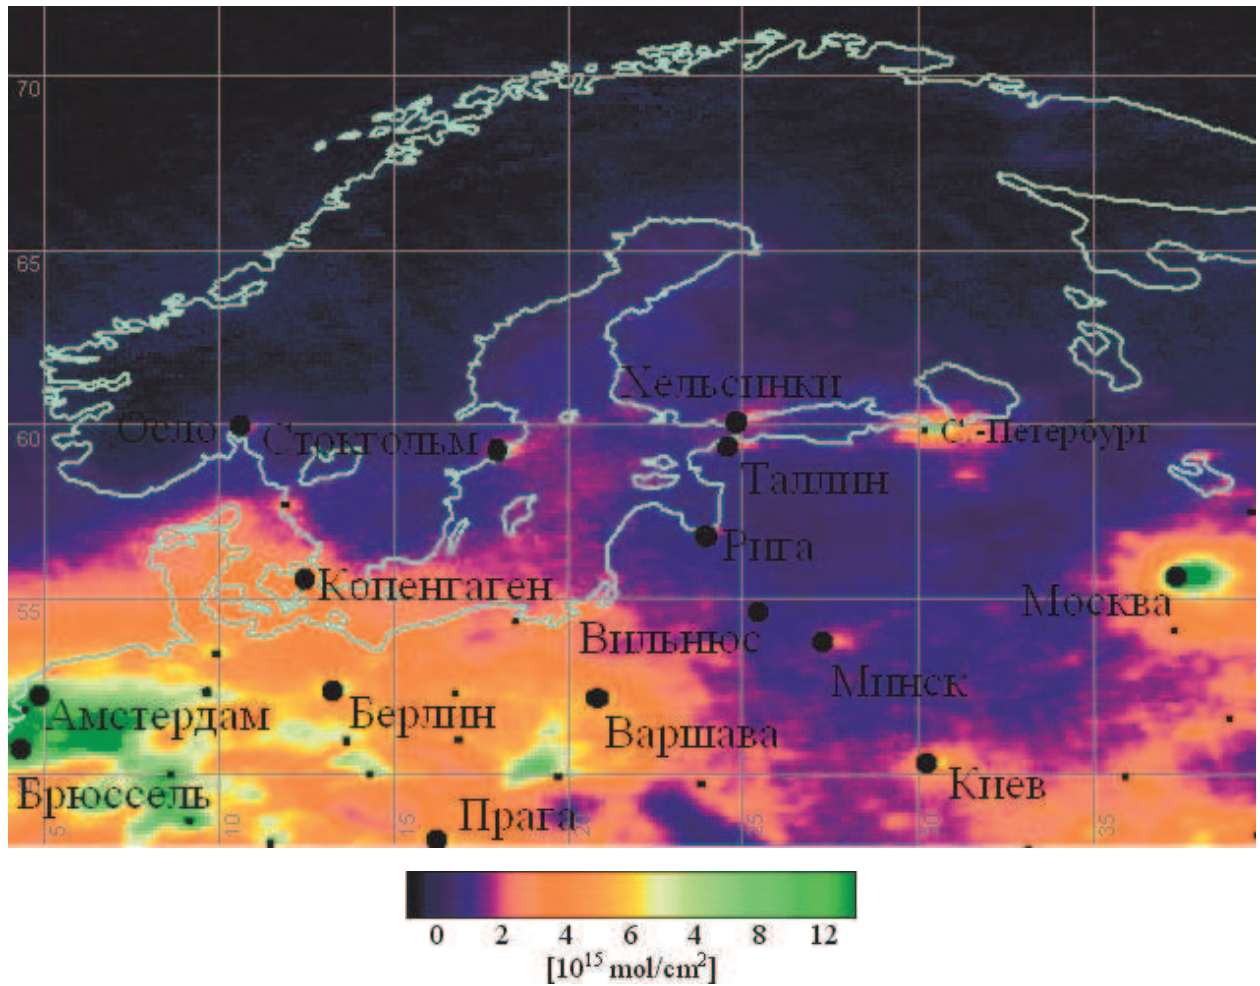 70
65
Хельсинки
Осло
60
Стокгольм
С.-Петербург
Таллин
Рига
Копенгаген
55
Москва
Вильнюс
Минск
Амстердам
Берлин
Варшава
Брюссель
Киев
Прага
5
10
15
20
25
30
35
0 2 4 6 4 8 12
[10¹⁵ mol/cm²]